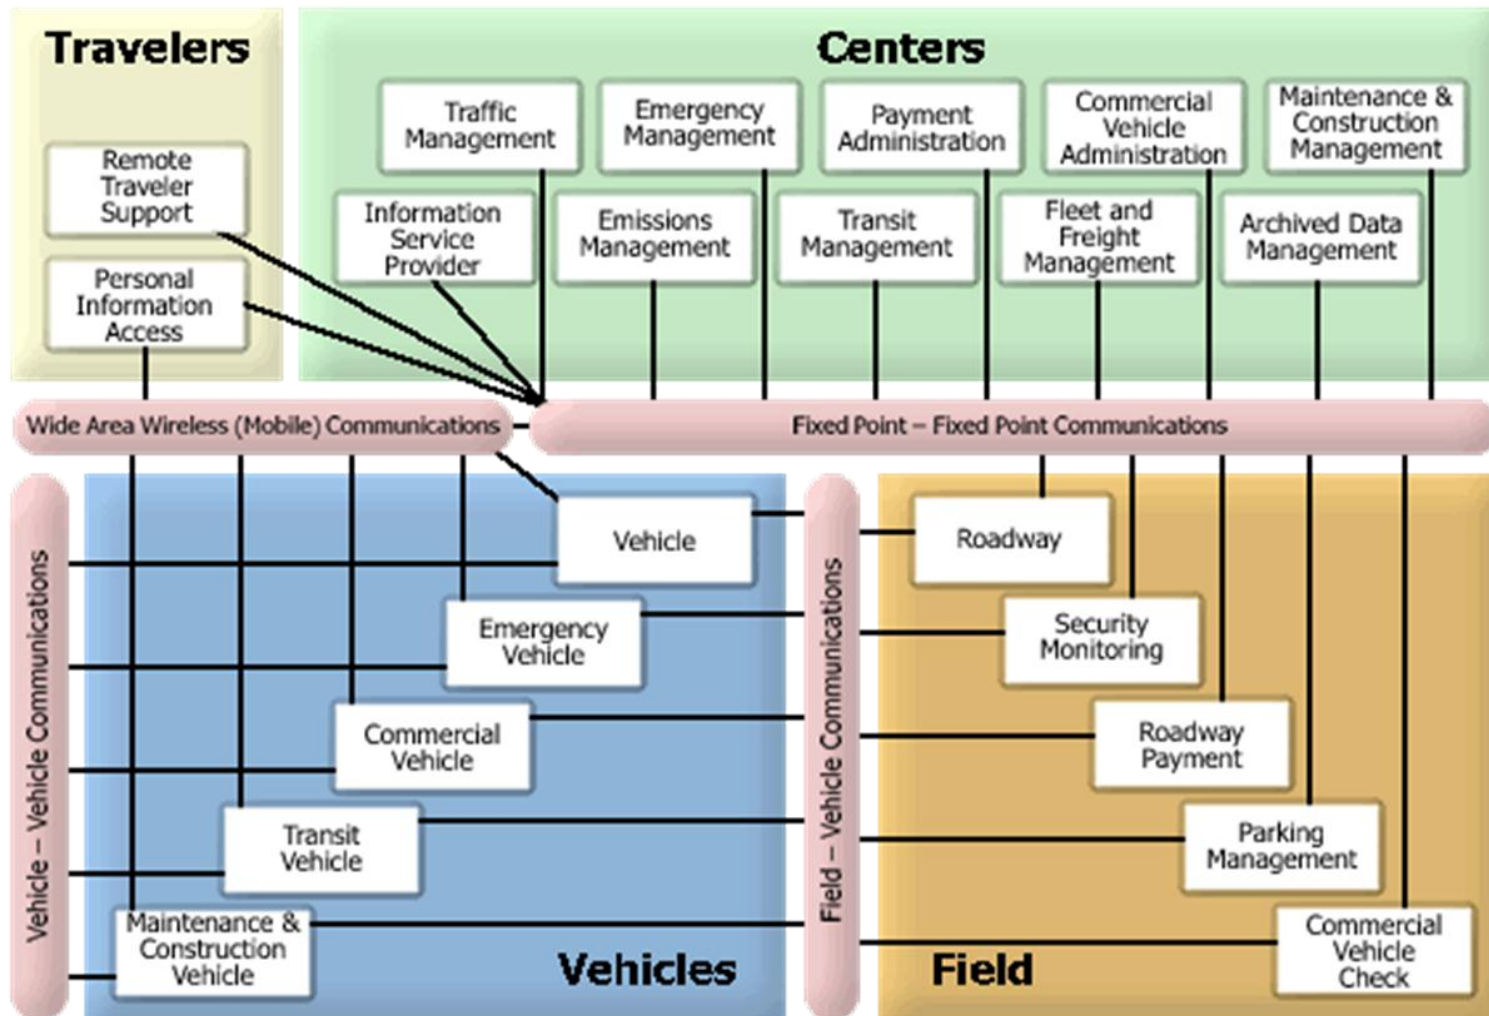 Travelers
Remote
Traveler
Support
Personal
Information
Access
Centers
Traffic
Management
Emergency
Management
Payment
Administration
Commercial
Vehicle
Administration
Maintenance &
Construction
Management
Information
Service
Provider
Emissions
Management
Transit
Management
Fleet and
Freight
Management
Archived Data
Management
Wide Area Wireless (Mobile) Communications
Fixed Point – Fixed Point Communications
Vehicle – Vehicle Communications
Vehicle
Emergency
Vehicle
Commercial
Vehicle
Transit
Vehicle
Maintenance &
Construction
Vehicle
Vehicles
Field – Vehicle Communications
Roadway
Security
Monitoring
Roadway
Payment
Parking
Management
Commercial
Vehicle
Check
Field